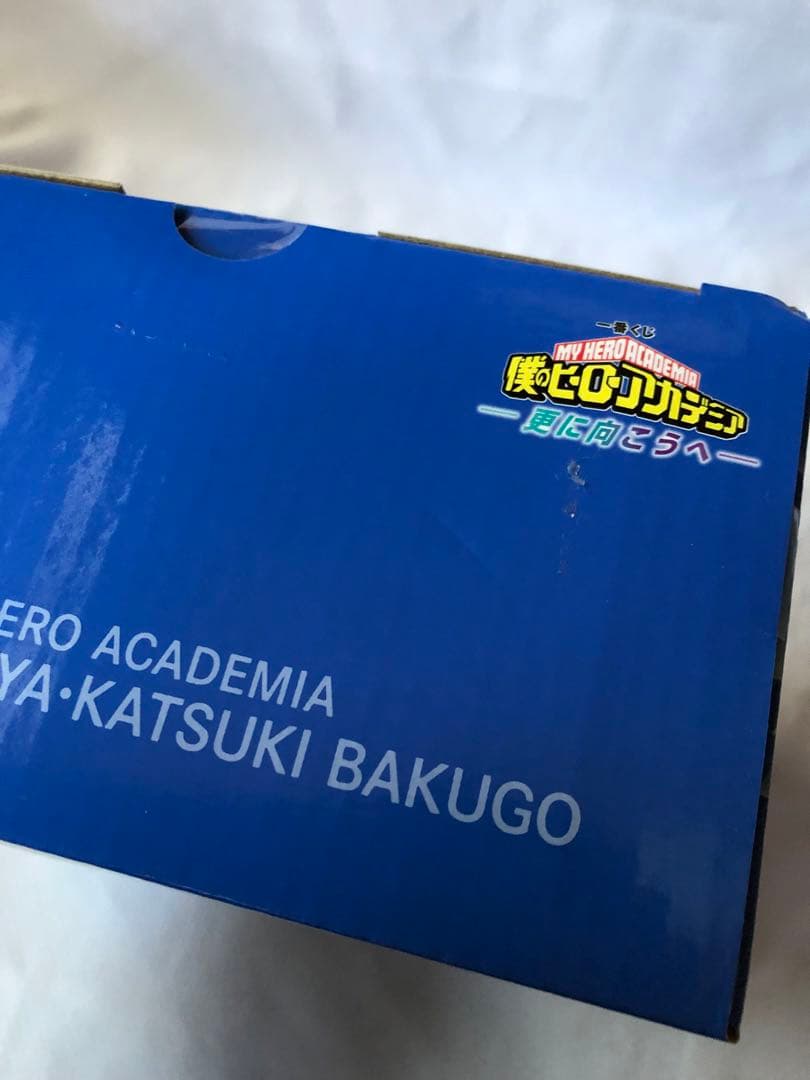 一番くじ
MY HERO ACADEMIA
僕のヒーローアカデミア
更に向こうへ
ERO ACADEMIA
YA・KATSUKI BAKUGO